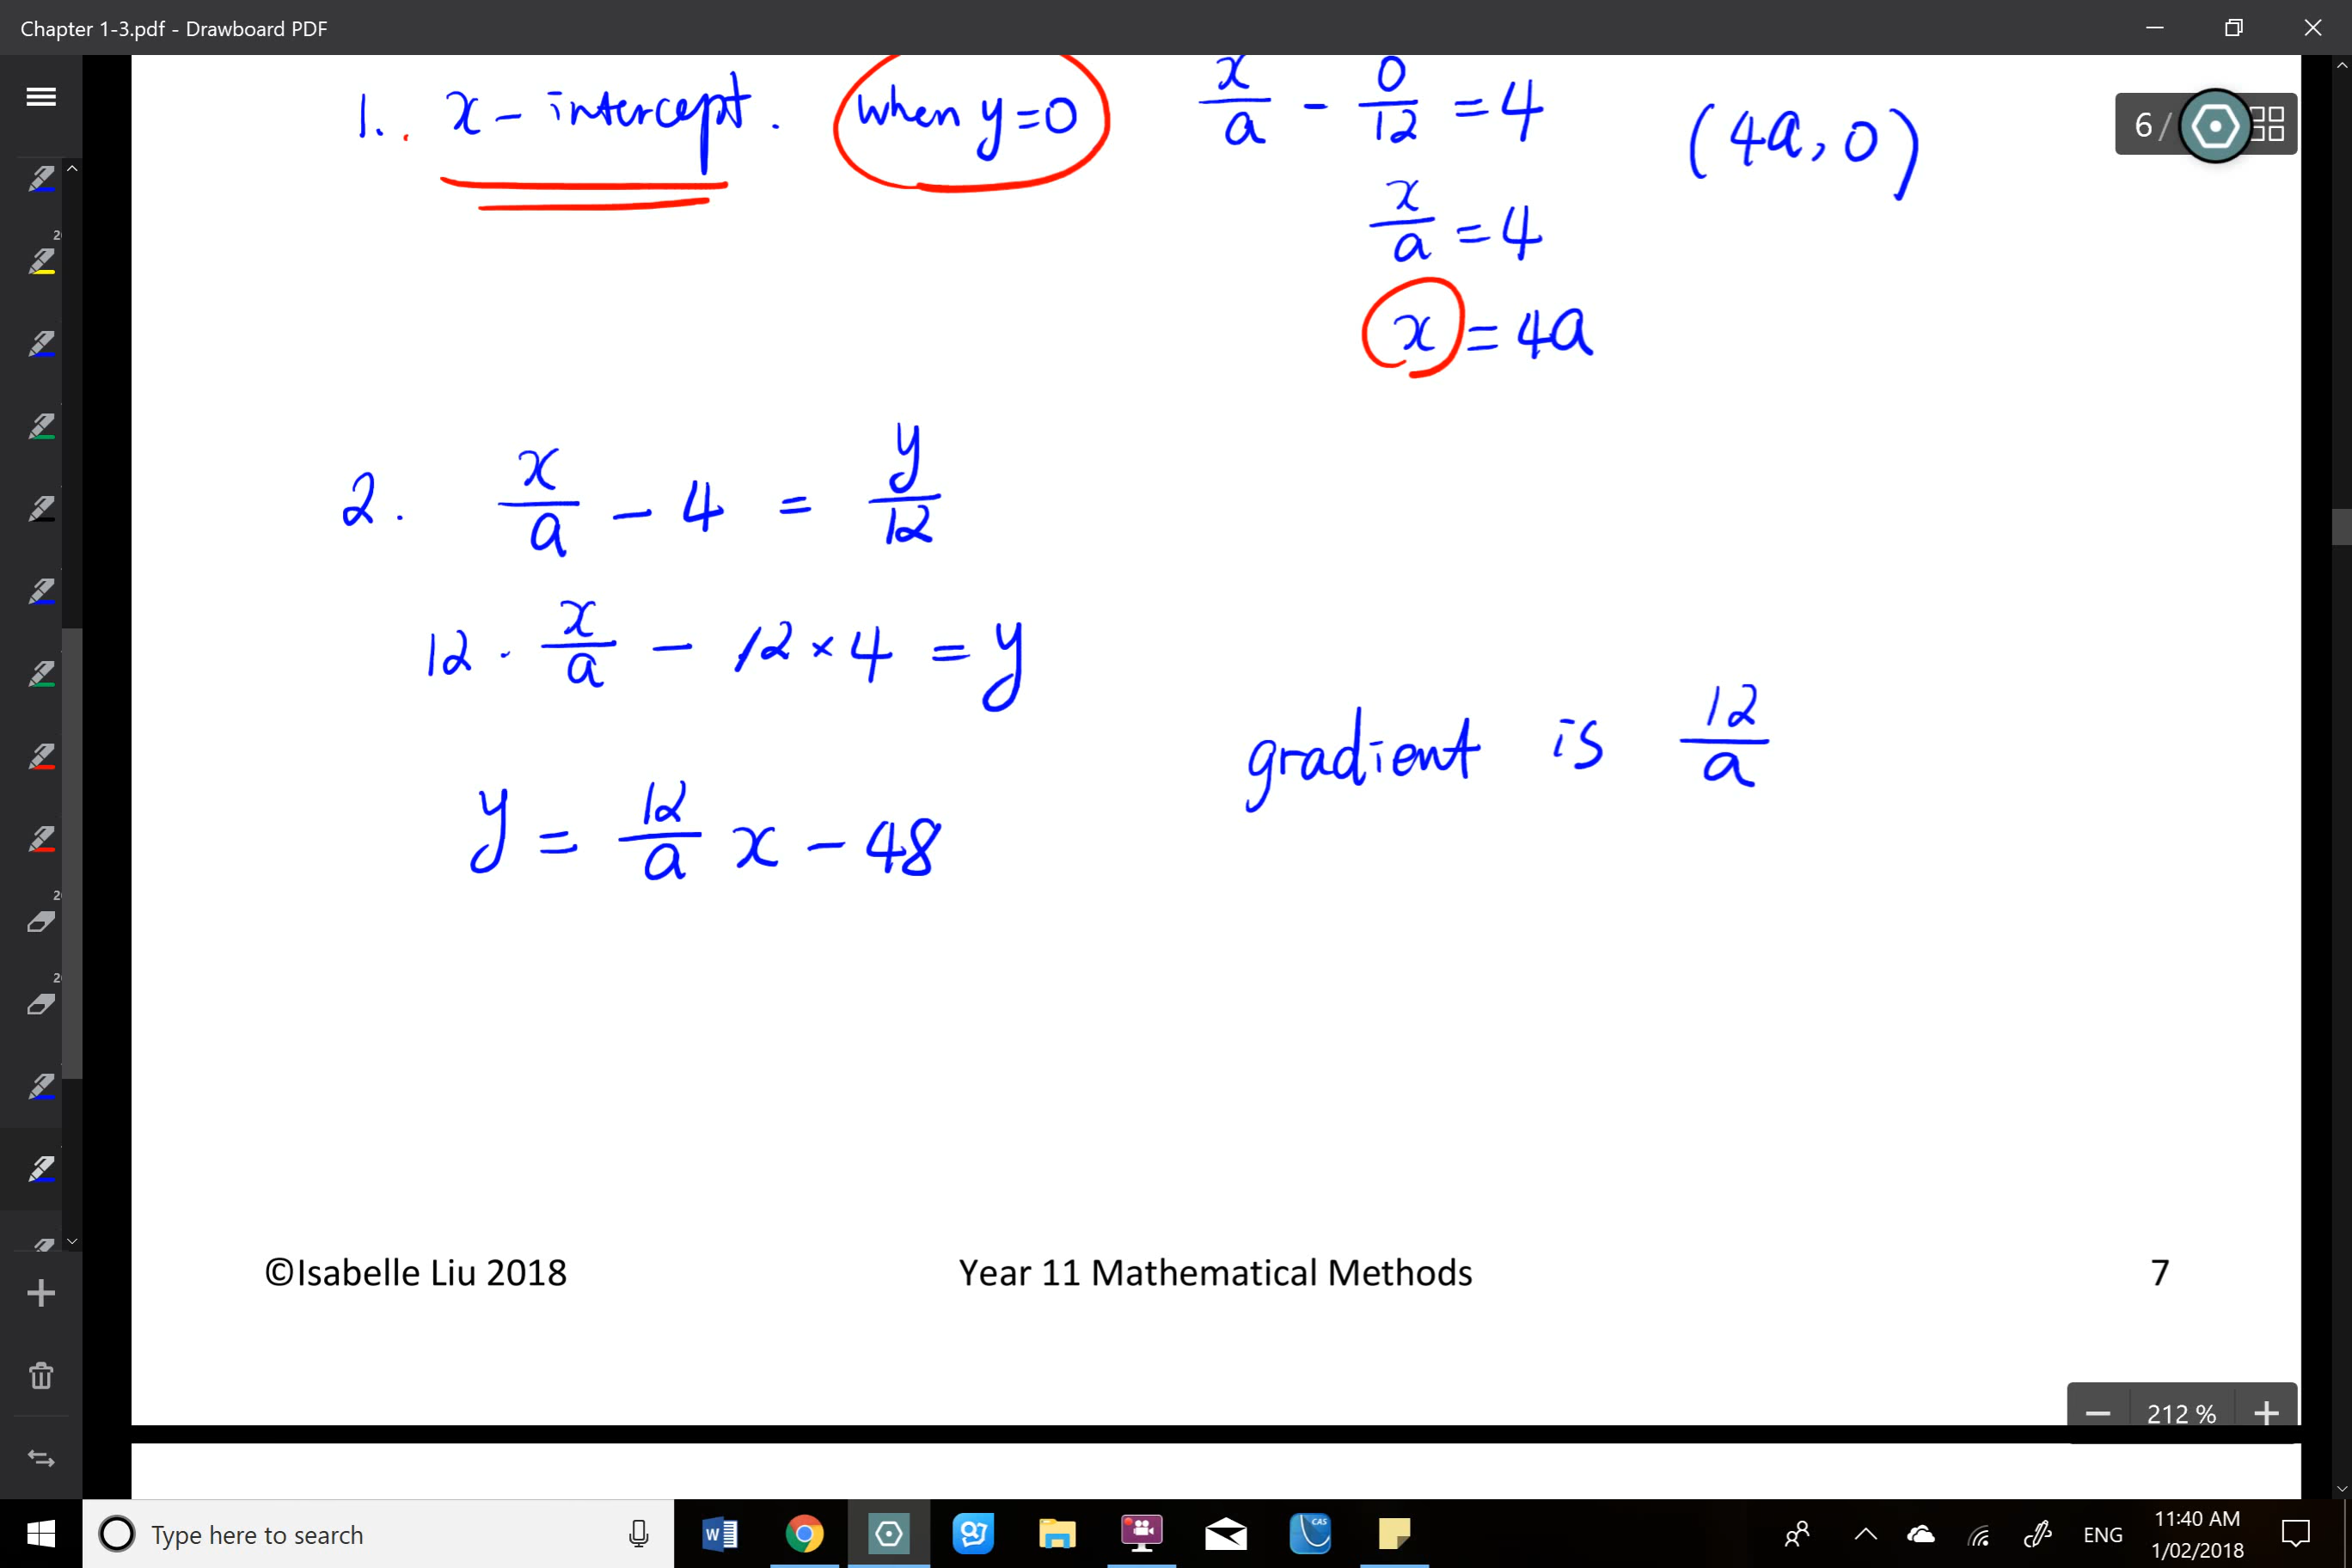 Chapter 1-3.pdf - Drawboard PDF
1. x - intercept. when y=0 x/a - 0/12 = 4 (4a, 0)
6 /
x/a = 4
x = 4a
2. x/a - 4 = y/12
12 · x/a - 12 × 4 = y
gradient is 12/a
y = 12/a x - 48
©Isabelle Liu 2018 Year 11 Mathematical Methods 7
212 %
Type here to search
ENG
11:40 AM
1/02/2018